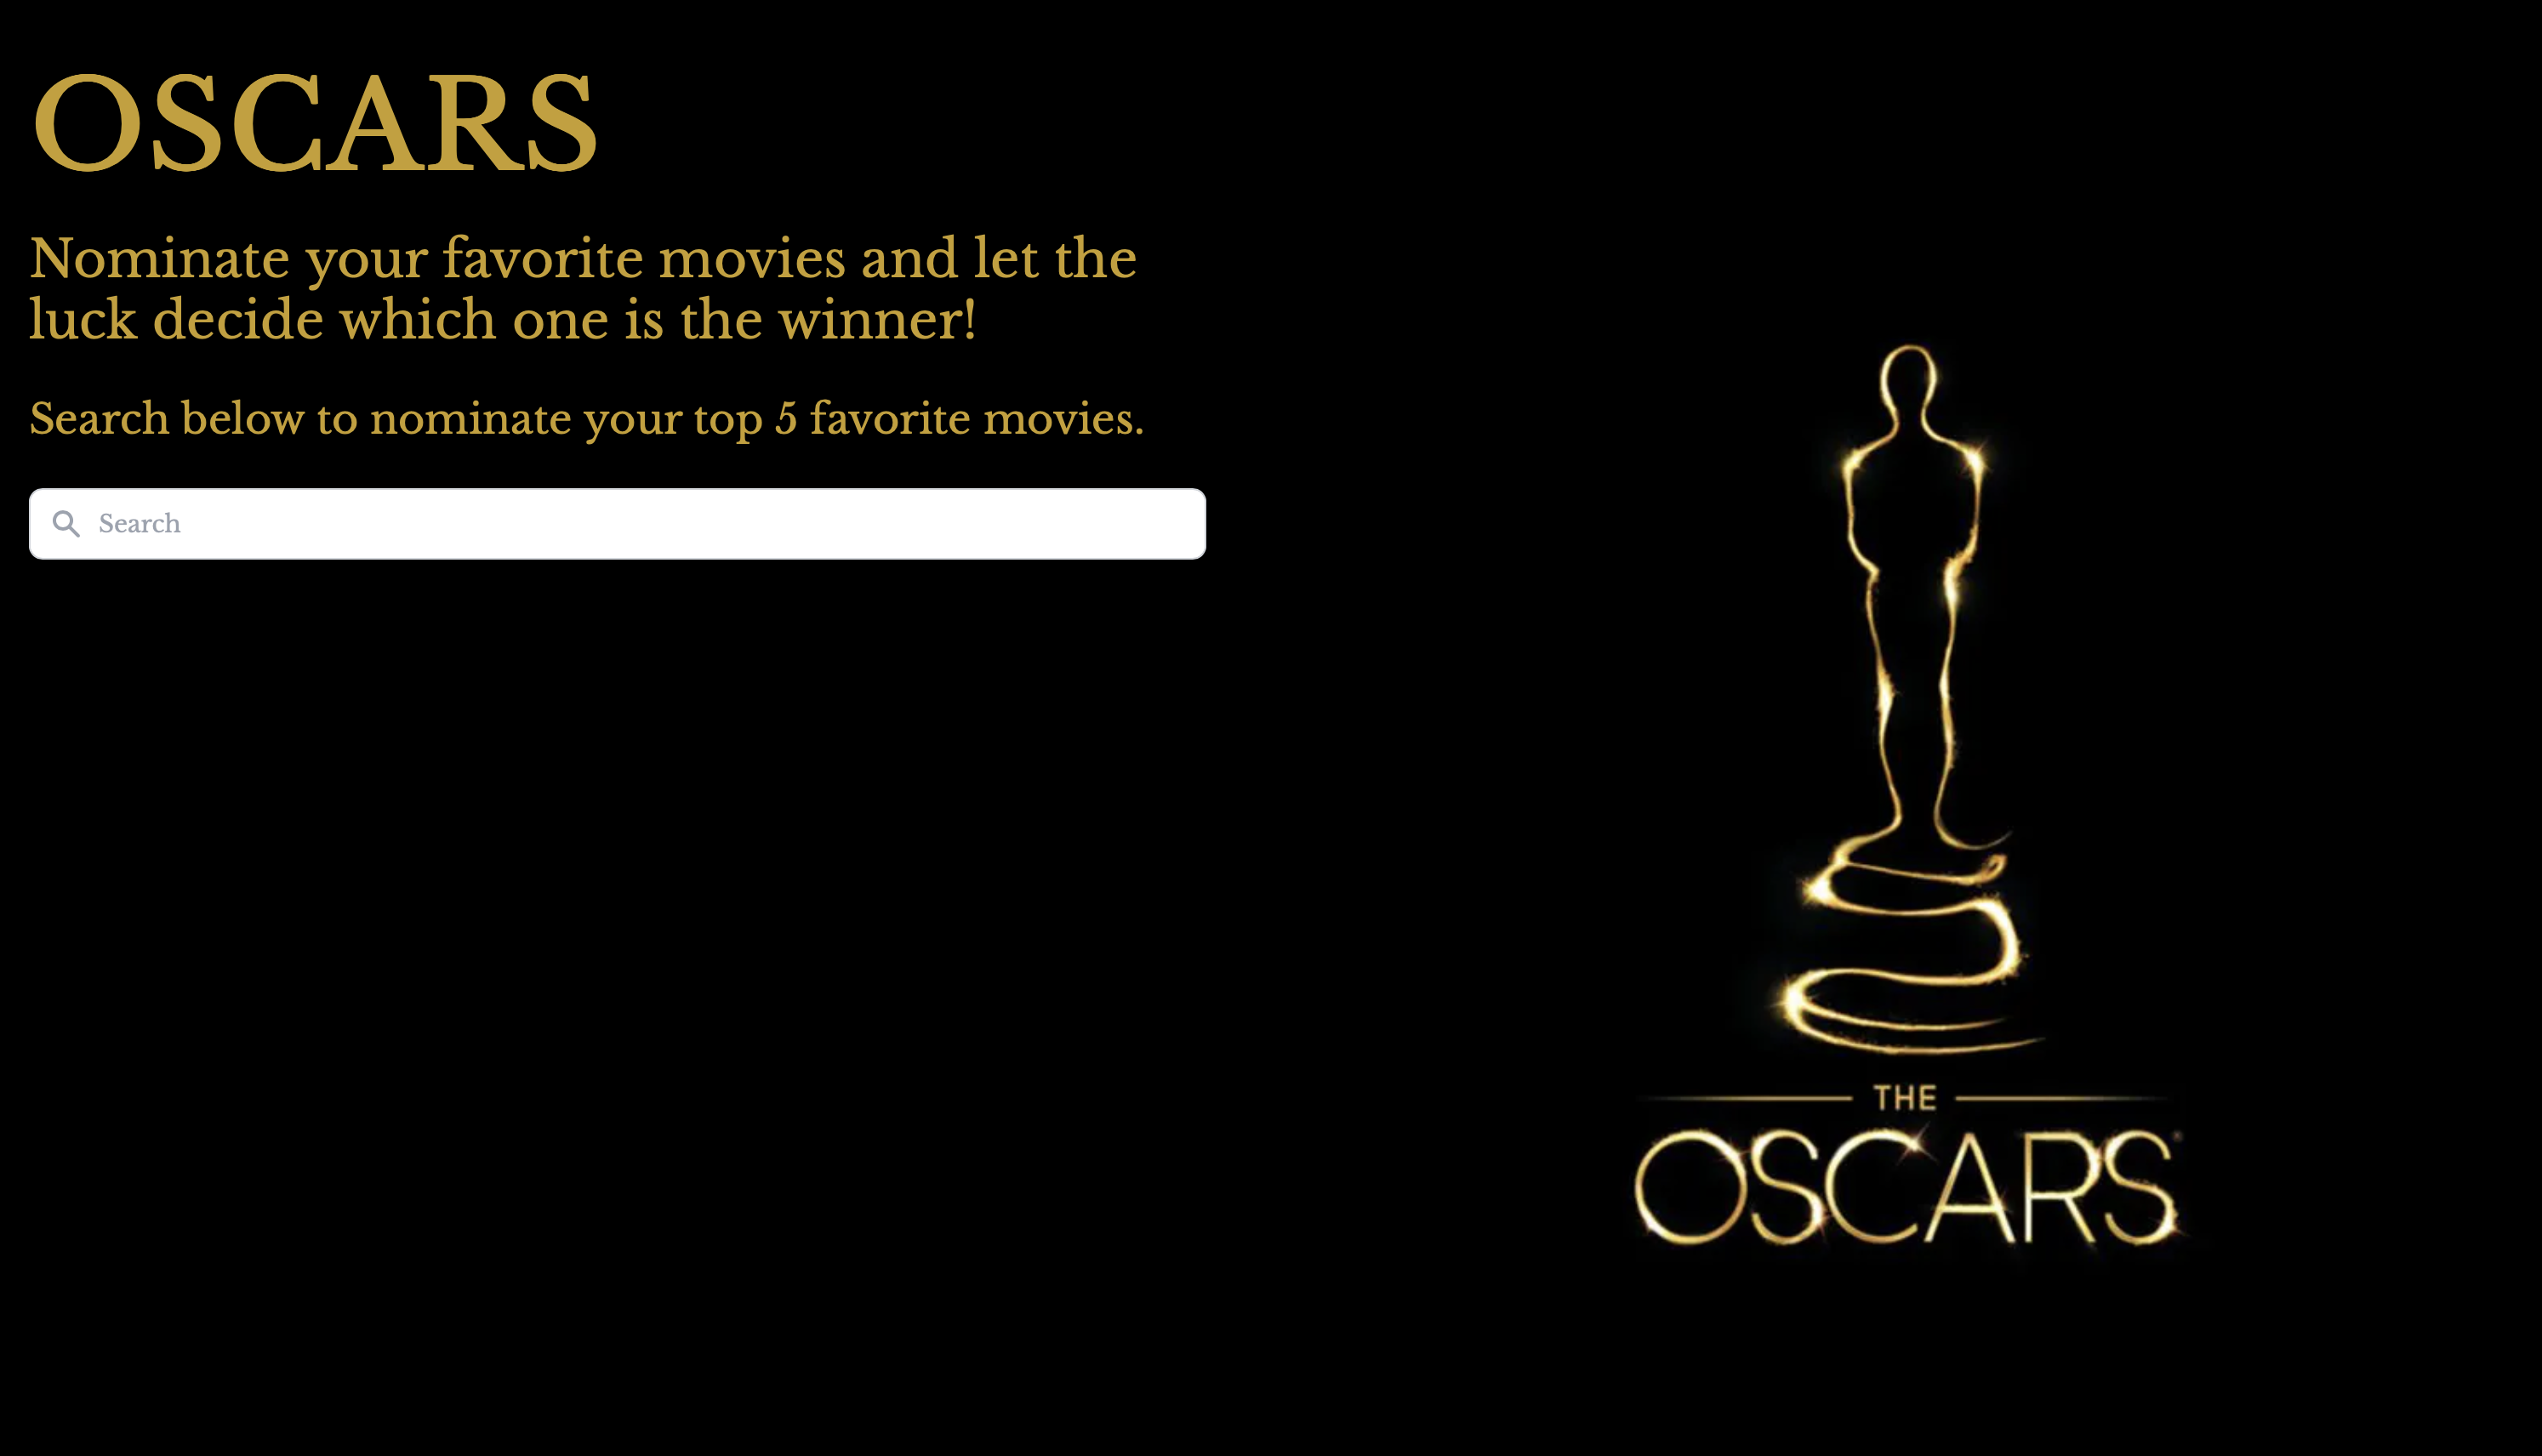 OSCARS
Nominate your favorite movies and let the
luck decide which one is the winner!
Search below to nominate your top 5 favorite movies.
Search
THE
OSCARS®